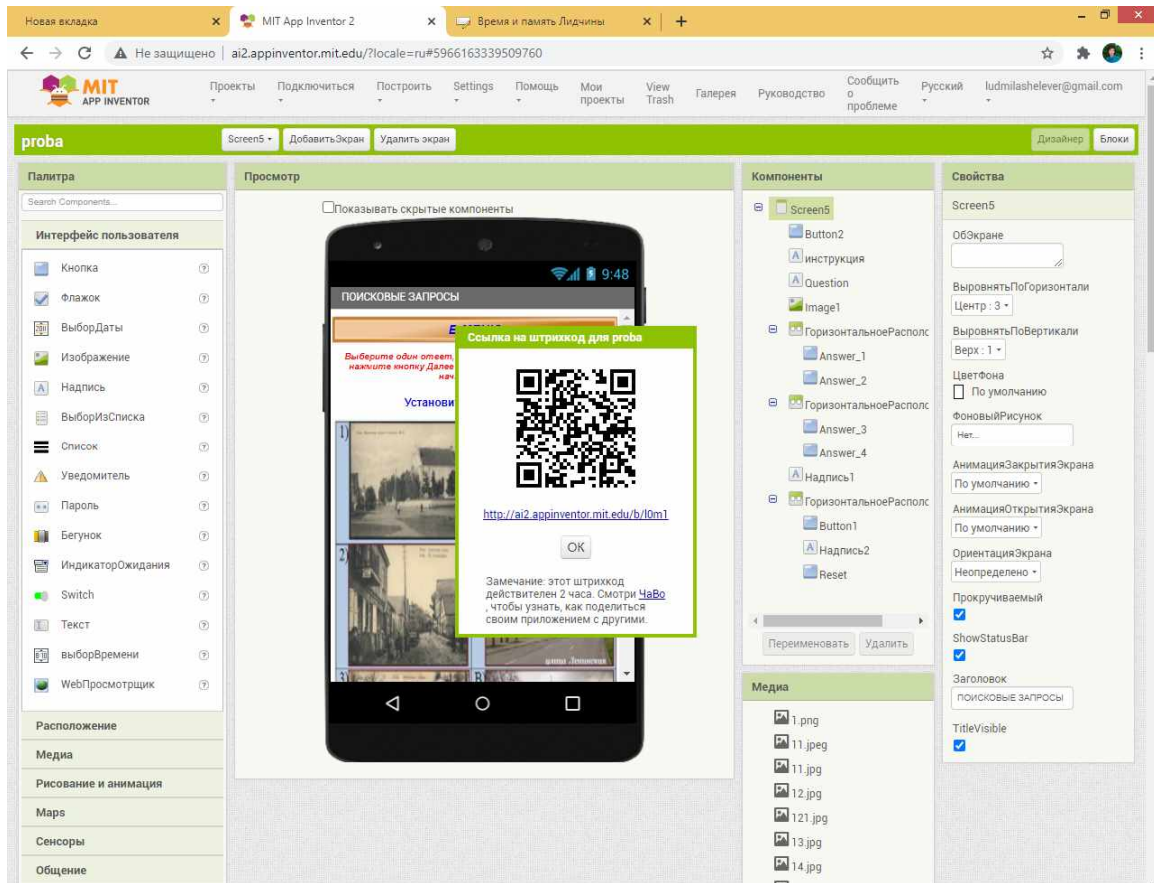 Новая вкладка
MIT App Inventor 2
Время и память Лидчины
Не защищено
ai2.appinventor.mit.edu/?locale=ru#5966163339509760
MIT
APP INVENTOR
Проекты
Подключиться
Построить
Settings
Помощь
Мои проекты
View Trash
Галерея
Руководство
Сообщить о проблеме
Русский
ludmilashelever@gmail.com
proba
Screen5
ДобавитьЭкран
Удалить экран
Дизайнер
Блоки
Палитра
Search Components...
Интерфейс пользователя
Кнопка
Флажок
ВыборДаты
Изображение
Надпись
ВыборИзСписка
Список
Уведомитель
Пароль
Бегунок
ИндикаторОжидания
Switch
Текст
выборВремени
WebПросмотрщик
Расположение
Медиа
Рисование и анимация
Maps
Сенсоры
Общение
Просмотр
Показывать скрытые компоненты
9:48
ПОИСКОВЫЕ ЗАПРОСЫ
Выберите один ответ,
нажмите кнопку Далее
нач
Установи
1)
2)
3)
улица Ленинская
Ссылка на штрихкод для proba
http://ai2.appinventor.mit.edu/b/l0m1
OK
Замечание: этот штрихкод
действителен 2 часа. Смотри ЧаВо
, чтобы узнать, как поделиться
своим приложением с другими.
Компоненты
Screen5
Button2
инструкция
Question
Image1
ГоризонтальноеРасполо
Answer_1
Answer_2
ГоризонтальноеРасполо
Answer_3
Answer_4
Надпись1
ГоризонтальноеРасполо
Button1
Надпись2
Reset
Переименовать
Удалить
Медиа
1.png
11.jpeg
11.jpg
12.jpg
121.jpg
13.jpg
14.jpg
Свойства
Screen5
ОбЭкране
ВыровнятьПоГоризонтали
Центр : 3
ВыровнятьПоВертикали
Верх : 1
ЦветФона
По умолчанию
ФоновыйРисунок
Нет...
АнимацияЗакрытияЭкрана
По умолчанию
АнимацияОткрытияЭкрана
По умолчанию
ОриентацияЭкрана
Неопределено
Прокручиваемый
ShowStatusBar
Заголовок
ПОИСКОВЫЕ ЗАПРОСЫ
TitleVisible